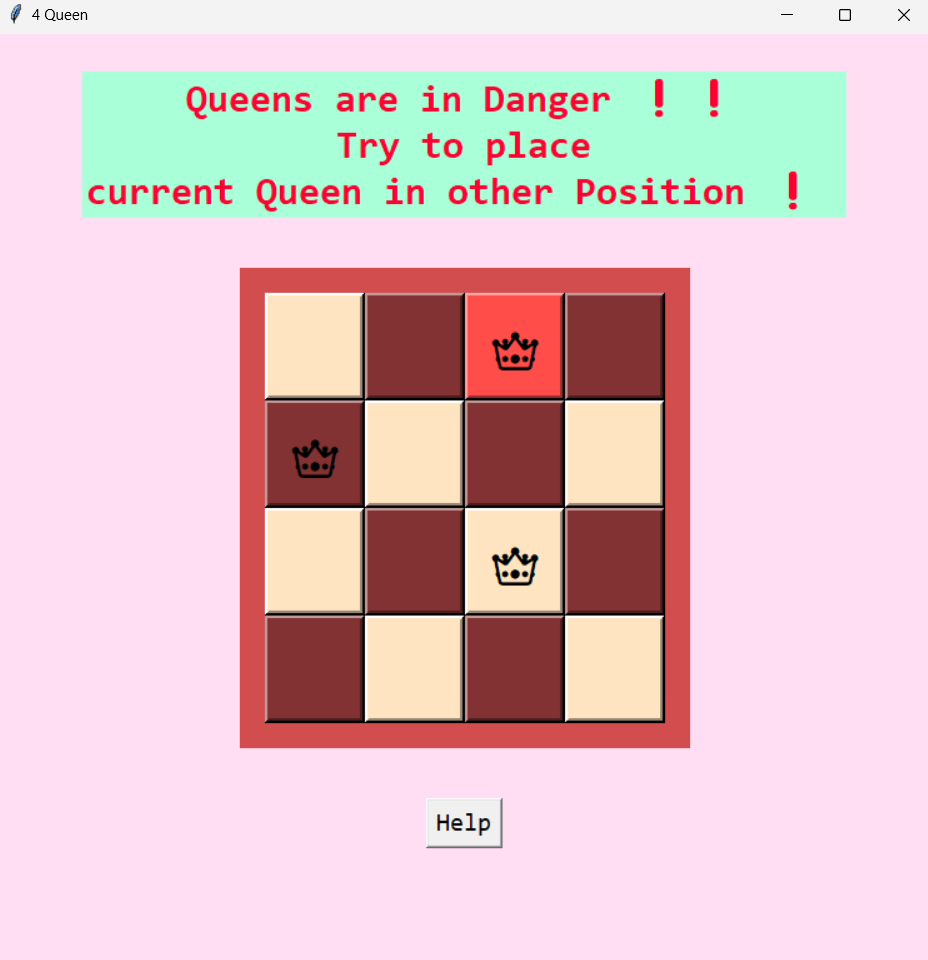 4 Queen
Queens are in Danger ❗❗
Try to place
current Queen in other Position ❗
Help